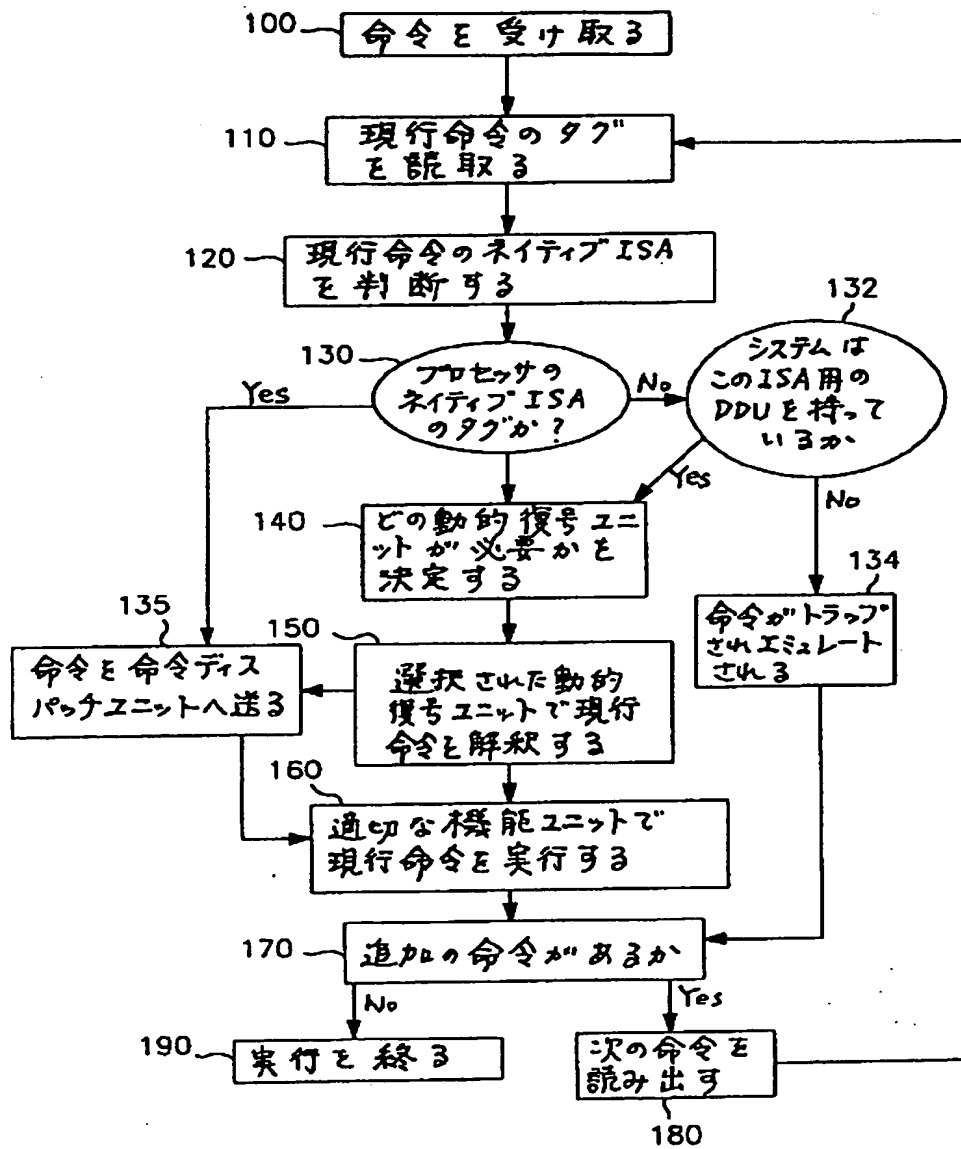 100
命令を受け取る
110
現行命令のタグ
を読取る
120
現行命令のネイティブISA
を判断する
130
プロセッサの
ネイティブISA
のタグか?
Yes
No
132
システムは
このISA用の
DDUを持って
いるか
Yes
No
140
どの動的復号ユニ
ットが必要かを
決定する
134
命令がトラップ
されエミュレート
される
135
命令を命令ディス
パッチユニットへ送る
150
選択された動的
復号ユニットで現行
命令を解釈する
160
適切な機能ユニットで
現行命令を実行する
170
追加の命令があるか
No
Yes
190
実行を終る
次の命令を
読み出す
180